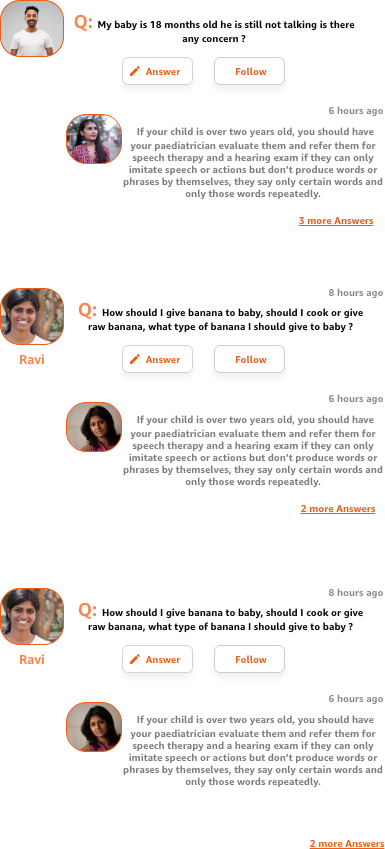 Q: My baby is 18 months old he is still not talking is there
any concern ?
Answer
Follow
6 hours ago
If your child is over two years old, you should have
your paediatrician evaluate them and refer them for
speech therapy and a hearing exam if they can only
imitate speech or actions but don’t produce words or
phrases by themselves, they say only certain words and
only those words repeatedly.
3 more Answers
8 hours ago
Q: How should I give banana to baby, should I cook or give
raw banana, what type of banana I should give to baby ?
Ravi
Answer
Follow
6 hours ago
If your child is over two years old, you should have
your paediatrician evaluate them and refer them for
speech therapy and a hearing exam if they can only
imitate speech or actions but don’t produce words or
phrases by themselves, they say only certain words and
only those words repeatedly.
2 more Answers
8 hours ago
Q: How should I give banana to baby, should I cook or give
raw banana, what type of banana I should give to baby ?
Ravi
Answer
Follow
6 hours ago
If your child is over two years old, you should have
your paediatrician evaluate them and refer them for
speech therapy and a hearing exam if they can only
imitate speech or actions but don’t produce words or
phrases by themselves, they say only certain words and
only those words repeatedly.
2 more Answers